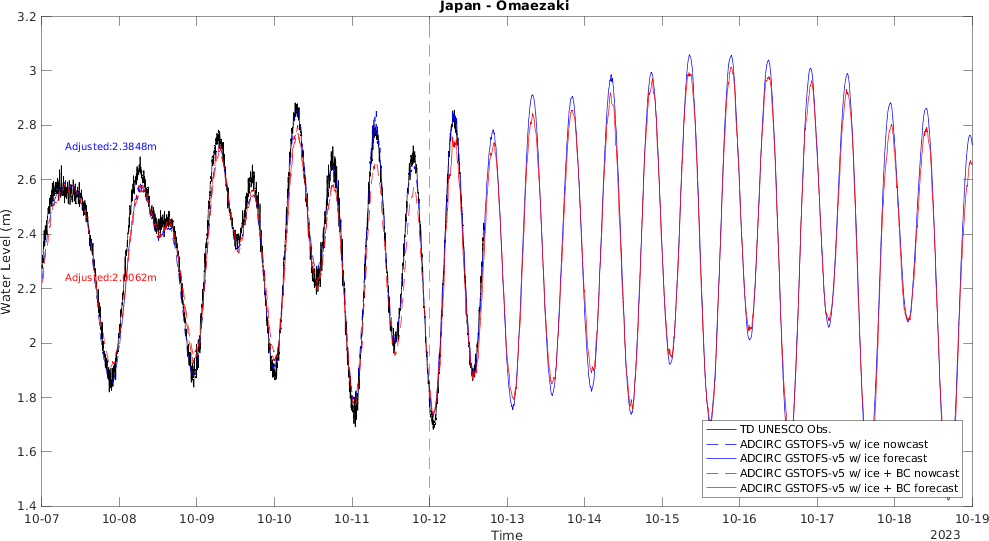 Japan - Omaezaki
3.2
3
2.8
2.6
2.4
2.2
2
1.8
1.6
1.4
Water Level (m)
Adjusted:2.3848m
Adjusted:2.0062m
TD UNESCO Obs.
ADCIRC GSTOFS-v5 w/ ice nowcast
ADCIRC GSTOFS-v5 w/ ice forecast
ADCIRC GSTOFS-v5 w/ ice + BC nowcast
ADCIRC GSTOFS-v5 w/ ice + BC forecast
10-07 10-08 10-09 10-10 10-11 10-12 10-13 10-14 10-15 10-16 10-17 10-18 10-19
Time
2023